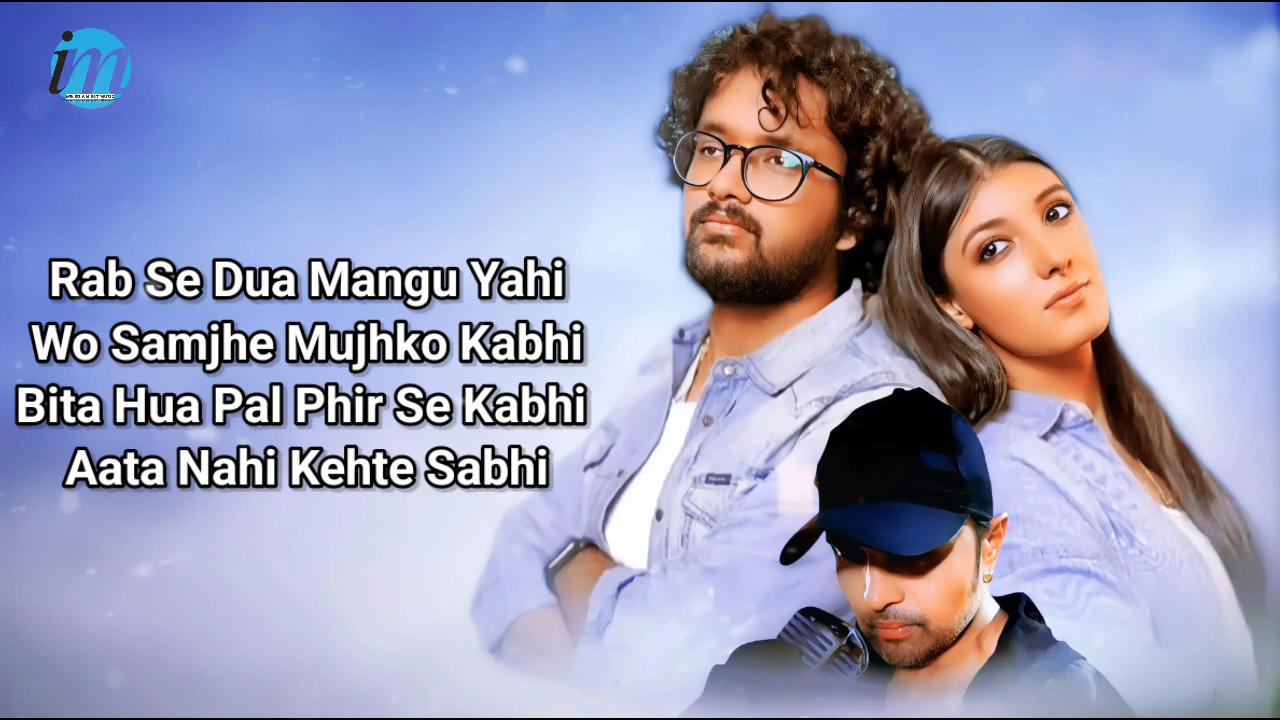 im
Rab Se Dua Mangu Yahi
Wo Samjhe Mujhko Kabhi
Bita Hua Pal Phir Se Kabhi
Aata Nahi Kehte Sabhi